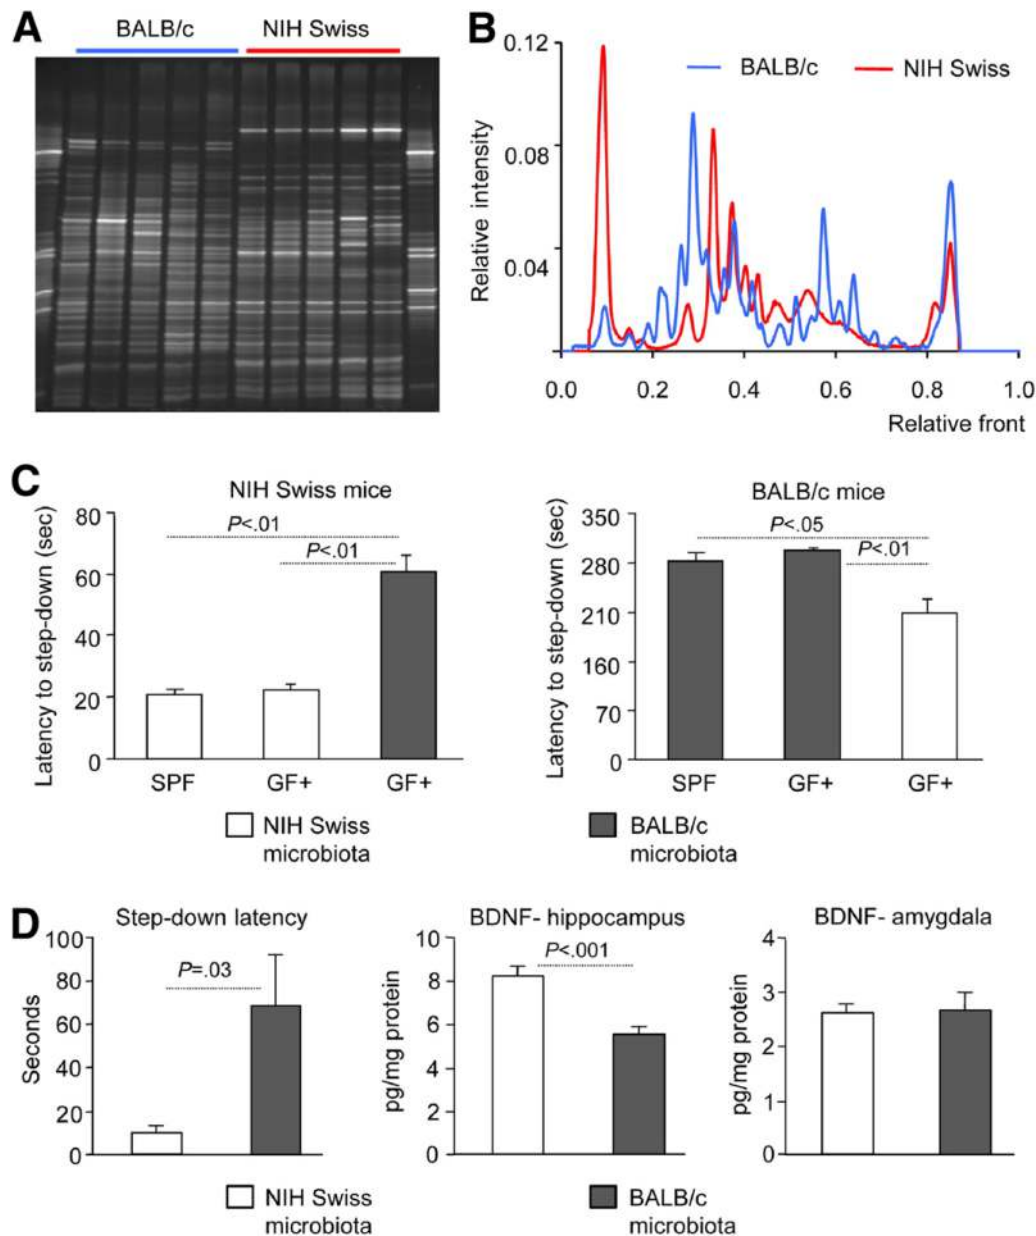 A
BALB/c
NIH Swiss
B
0.12
0.08
0.04
Relative intensity
BALB/c
NIH Swiss
0.0
0.2
0.4
0.6
0.8
1.0
Relative front
C
NIH Swiss mice
Latency to step-down (sec)
80
60
40
20
0
P<.01
P<.01
SPF
GF+
GF+
BALB/c mice
Latency to step-down (sec)
350
280
210
160
70
0
P<.05
P<.01
SPF
GF+
GF+
NIH Swiss
microbiota
BALB/c
microbiota
D
Step-down latency
Seconds
100
80
60
40
20
0
P=.03
BDNF- hippocampus
pg/mg protein
10
8
6
4
2
0
P<.001
BDNF- amygdala
pg/mg protein
4
3
2
1
0
NIH Swiss
microbiota
BALB/c
microbiota